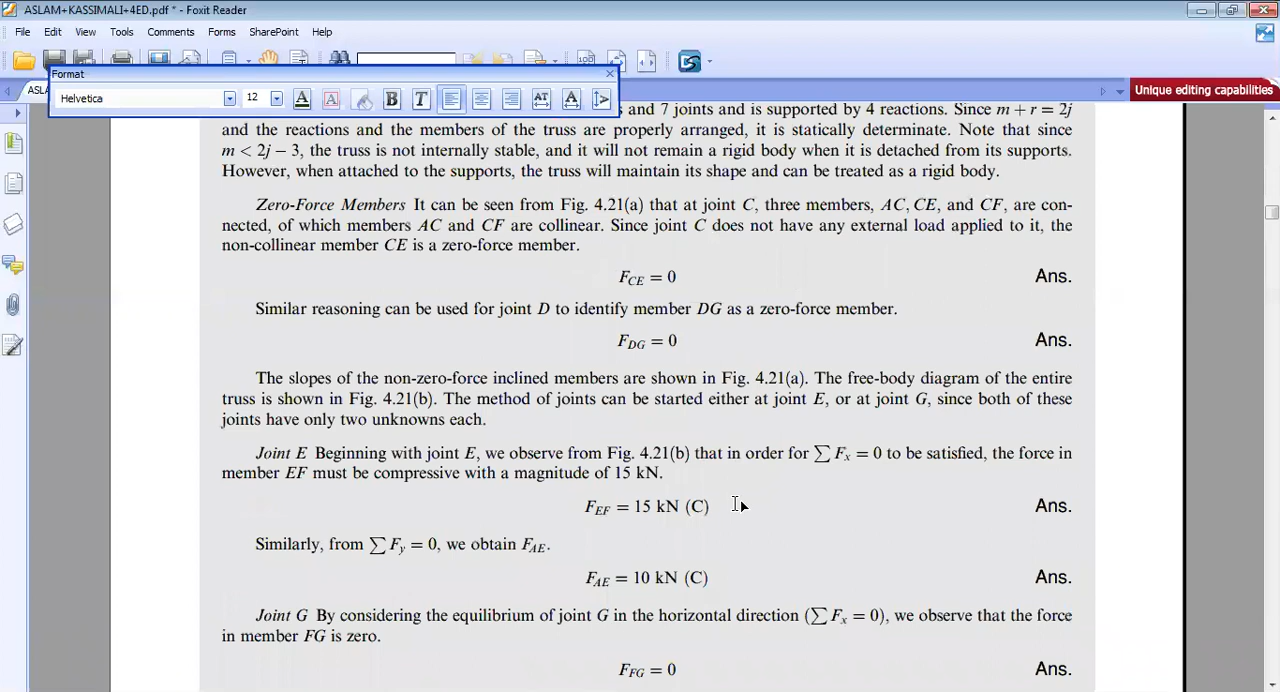 ASLAM+KASSIMALI+4ED.pdf * - Foxit Reader
File Edit View Tools Comments Forms SharePoint Help
Format
ASL
Unique editing capabilities
Helvetica 12
and 7 joints and is supported by 4 reactions. Since m + r = 2j
and the reactions and the members of the truss are properly arranged, it is statically determinate. Note that since
m < 2j − 3, the truss is not internally stable, and it will not remain a rigid body when it is detached from its supports.
However, when attached to the supports, the truss will maintain its shape and can be treated as a rigid body.
Zero-Force Members It can be seen from Fig. 4.21(a) that at joint C, three members, AC, CE, and CF, are con-
nected, of which members AC and CF are collinear. Since joint C does not have any external load applied to it, the
non-collinear member CE is a zero-force member.
F_CE = 0 Ans.
Similar reasoning can be used for joint D to identify member DG as a zero-force member.
F_DG = 0 Ans.
The slopes of the non-zero-force inclined members are shown in Fig. 4.21(a). The free-body diagram of the entire
truss is shown in Fig. 4.21(b). The method of joints can be started either at joint E, or at joint G, since both of these
joints have only two unknowns each.
Joint E Beginning with joint E, we observe from Fig. 4.21(b) that in order for ∑ F_x = 0 to be satisfied, the force in
member EF must be compressive with a magnitude of 15 kN.
F_EF = 15 kN (C) Ans.
Similarly, from ∑ F_y = 0, we obtain F_AE.
F_AE = 10 kN (C) Ans.
Joint G By considering the equilibrium of joint G in the horizontal direction (∑ F_x = 0), we observe that the force
in member FG is zero.
F_FG = 0 Ans.